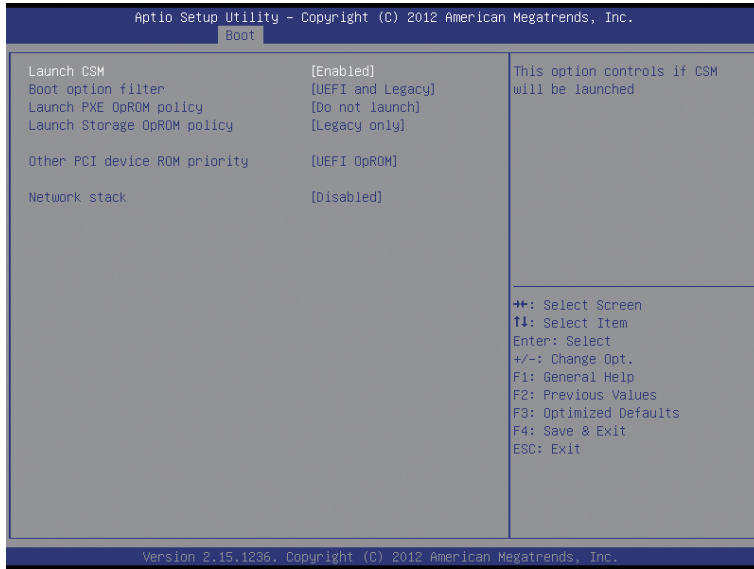 Aptio Setup Utility – Copyright (C) 2012 American Megatrends, Inc.
Boot
Launch CSM [Enabled]
Boot option filter [UEFI and Legacy]
Launch PXE OpROM policy [Do not launch]
Launch Storage OpROM policy [Legacy only]
Other PCI device ROM priority [UEFI OpROM]
Network stack [Disabled]
This option controls if CSM
will be launched
→←: Select Screen
↑↓: Select Item
Enter: Select
+/-: Change Opt.
F1: General Help
F2: Previous Values
F3: Optimized Defaults
F4: Save & Exit
ESC: Exit
Version 2.15.1236. Copyright (C) 2012 American Megatrends, Inc.